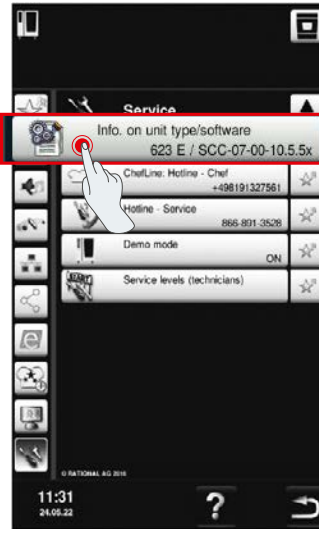 Service
Info. on unit type/software
623 E / SCC-07-00-10.5.5x
ChefLine: Hotline - Chef
+498191327561
Hotline - Service
866-891-3528
Demo mode
ON
Service levels (technicians)
© RATIONAL AG 2016
11:31
24.05.22
?